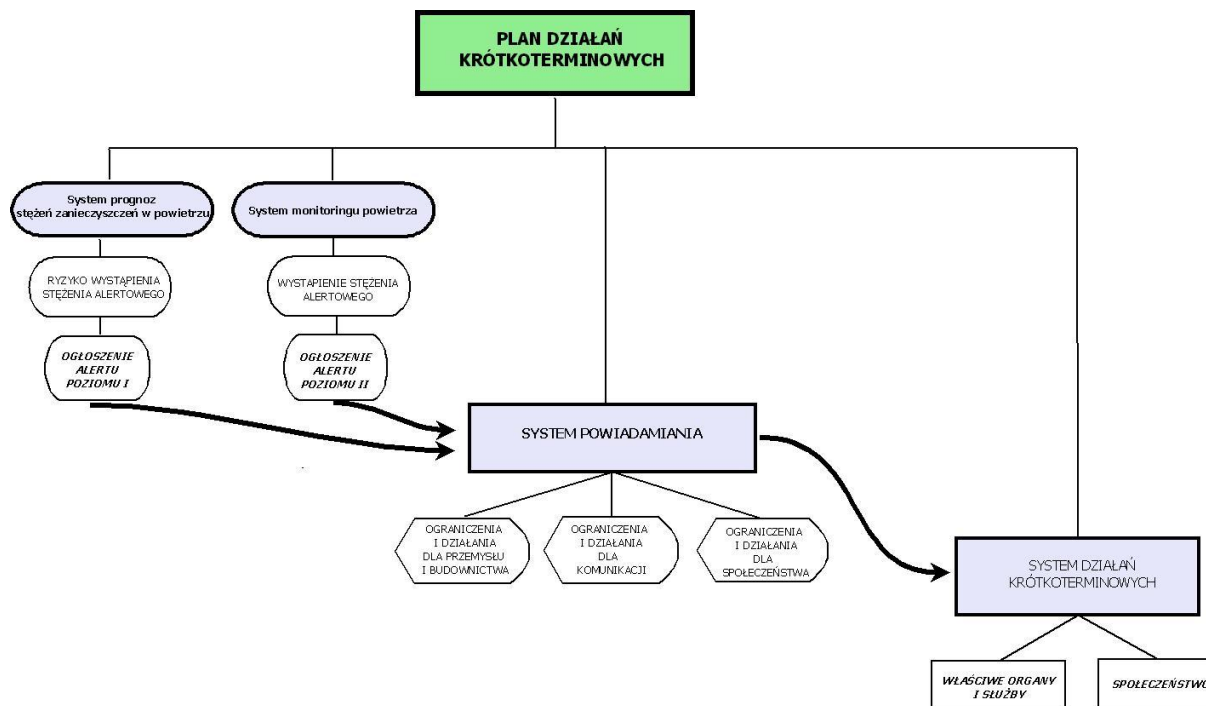 PLAN DZIAŁAŃ
KRÓTKOTERMINOWYCH
System prognoz
stężeń zanieczyszczeń w powietrzu
System monitoringu powietrza
RYZYKO WYSTĄPIENIA
STĘŻENIA ALERTOWEGO
WYSTAPIENIE STĘŻENIA
ALERTOWEGO
OGŁOSZENIE
ALERTU
POZIOMU I
OGŁOSZENIE
ALERTU
POZIOMU II
SYSTEM POWIADAMIANIA
OGRANICZENIA
I DZIAŁANIA
DLA PRZEMYSŁU
I BUDOWNICTWA
OGRANICZENIA
I DZIAŁANIA
DLA
KOMUNIKACJI
OGRANICZENIA
I DZIAŁANIA
DLA
SPOŁECZEŃSTWA
SYSTEM DZIAŁAŃ
KRÓTKOTERMINOWYCH
WŁAŚCIWE ORGANY
I SŁUŻBY
SPOŁECZEŃSTWO